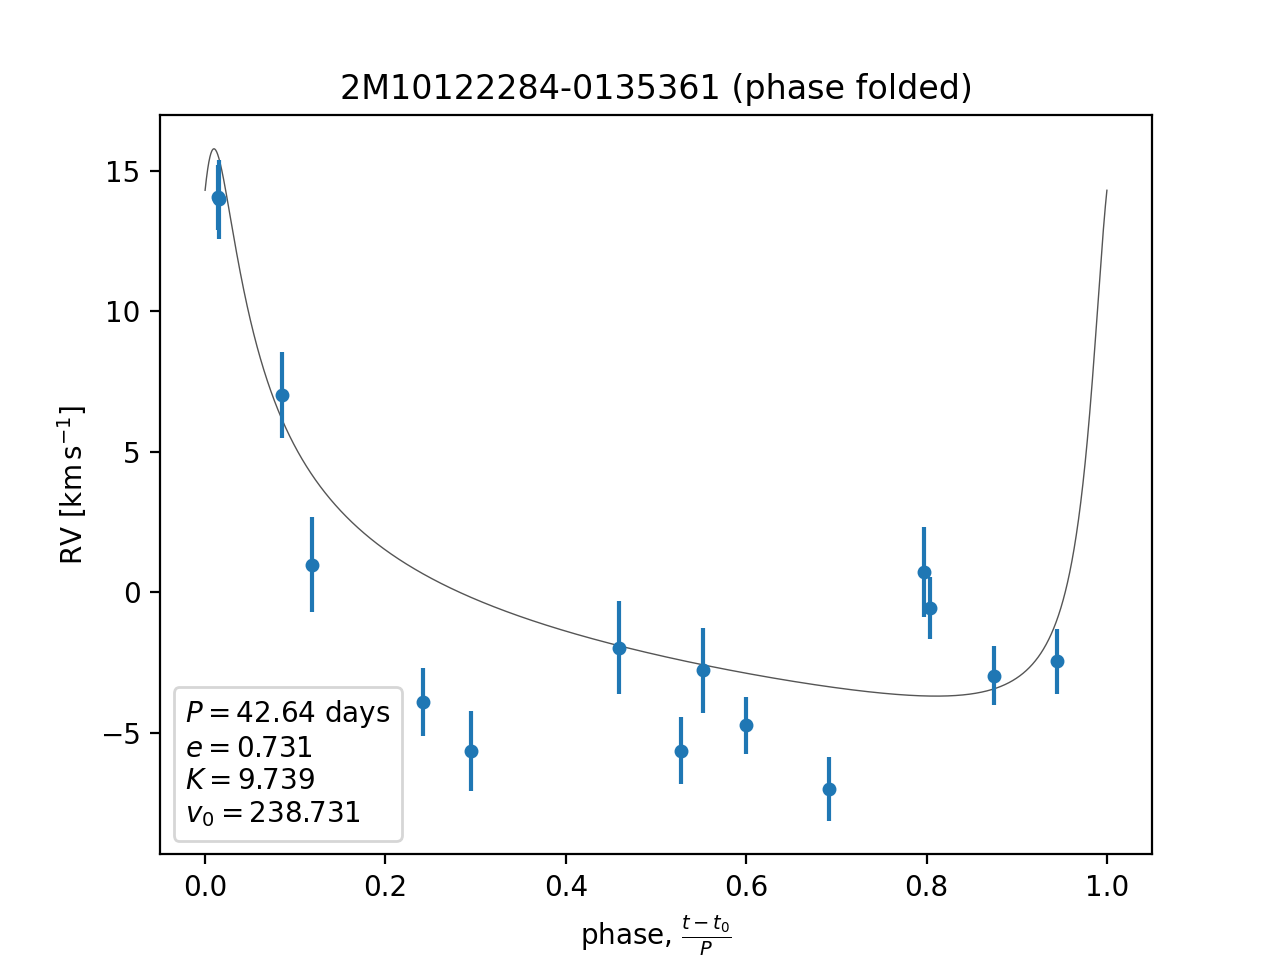 2M10122284-0135361 (phase folded)
15
10
5
0
−5
RV [km s⁻¹]
P = 42.64 days
e = 0.731
K = 9.739
v₀ = 238.731
0.0 0.2 0.4 0.6 0.8 1.0
phase, (t − t₀)/P